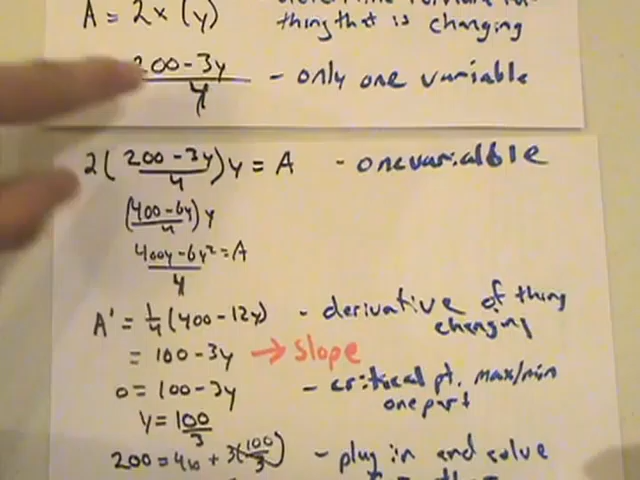 A = 2x (y)
thing that is changing
200 - 3y / 4 - only one variable
2 ( 200 - 3y / 4 ) y = A - onevarialble
(400 - 6y / 4) y
400y - 6y² / 4 = A
A' = 1/4 (400 - 12y) - derivative of thing changing
= 100 - 3y → slope
0 = 100 - 3y - critical pt. max/min one part
y = 100 / 3
200 = 4x + 3(100 / 3) - plug in and solve